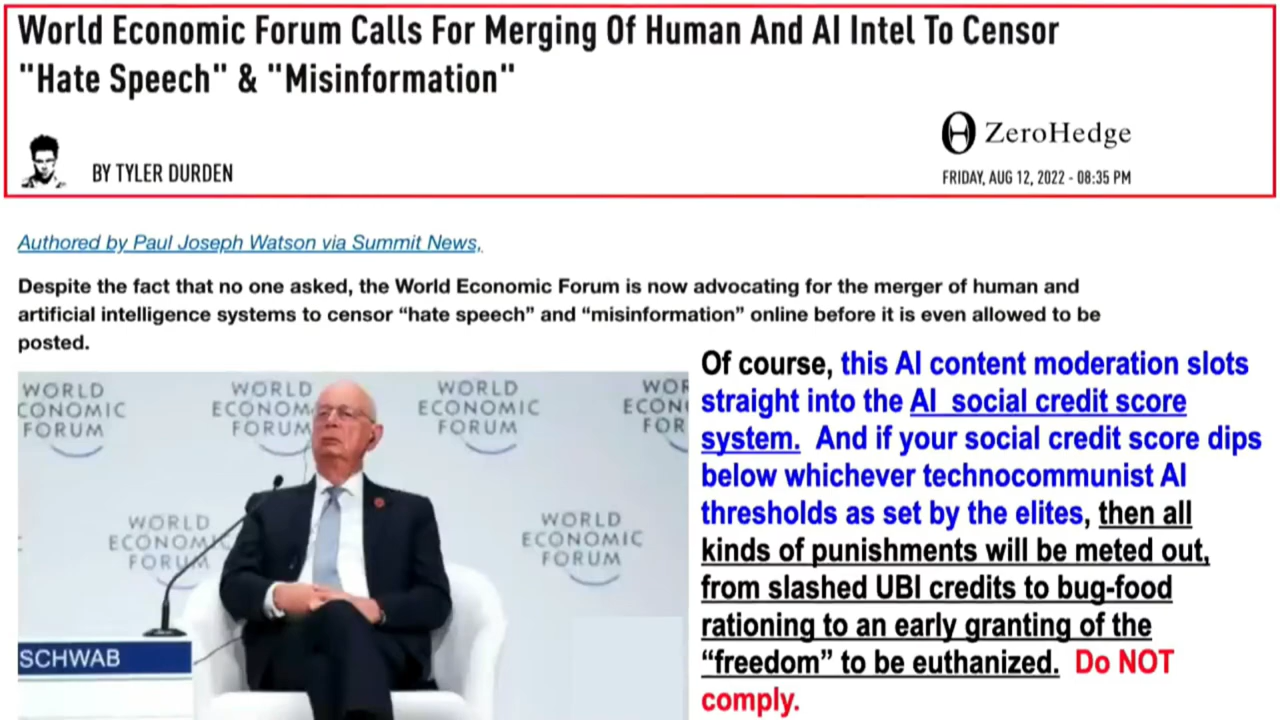 World Economic Forum Calls For Merging Of Human And AI Intel To Censor
"Hate Speech" & "Misinformation"
BY TYLER DURDEN
ZeroHedge
FRIDAY, AUG 12, 2022 - 08:35 PM
Authored by Paul Joseph Watson via Summit News,
Despite the fact that no one asked, the World Economic Forum is now advocating for the merger of human and
artificial intelligence systems to censor “hate speech” and “misinformation” online before it is even allowed to be
posted.
WORLD
ECONOMIC
FORUM
WORLD
ECONOM
FORUM
WORLD
ECONOMIC
FORUM
WOR
ECON
FOR
WORLD
ECONOMIC
FORUM
WORLD
ECONOMIC
FORUM
SCHWAB
Of course, this AI content moderation slots
straight into the AI social credit score
system. And if your social credit score dips
below whichever technocommunist AI
thresholds as set by the elites, then all
kinds of punishments will be meted out,
from slashed UBI credits to bug-food
rationing to an early granting of the
“freedom” to be euthanized. Do NOT
comply.